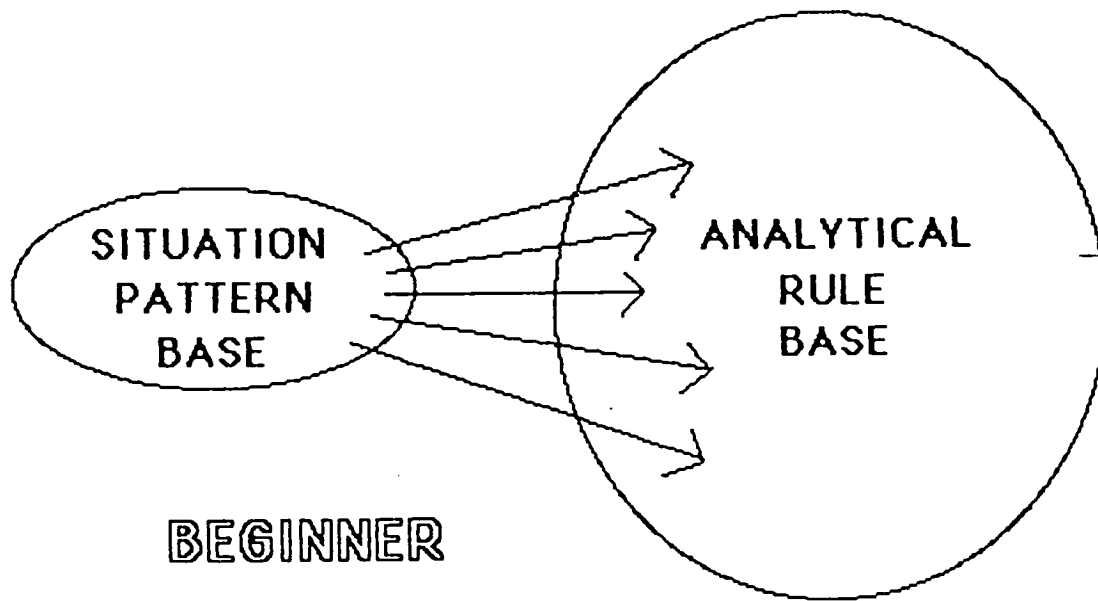 SITUATION
PATTERN
BASE
ANALYTICAL
RULE
BASE
BEGINNER